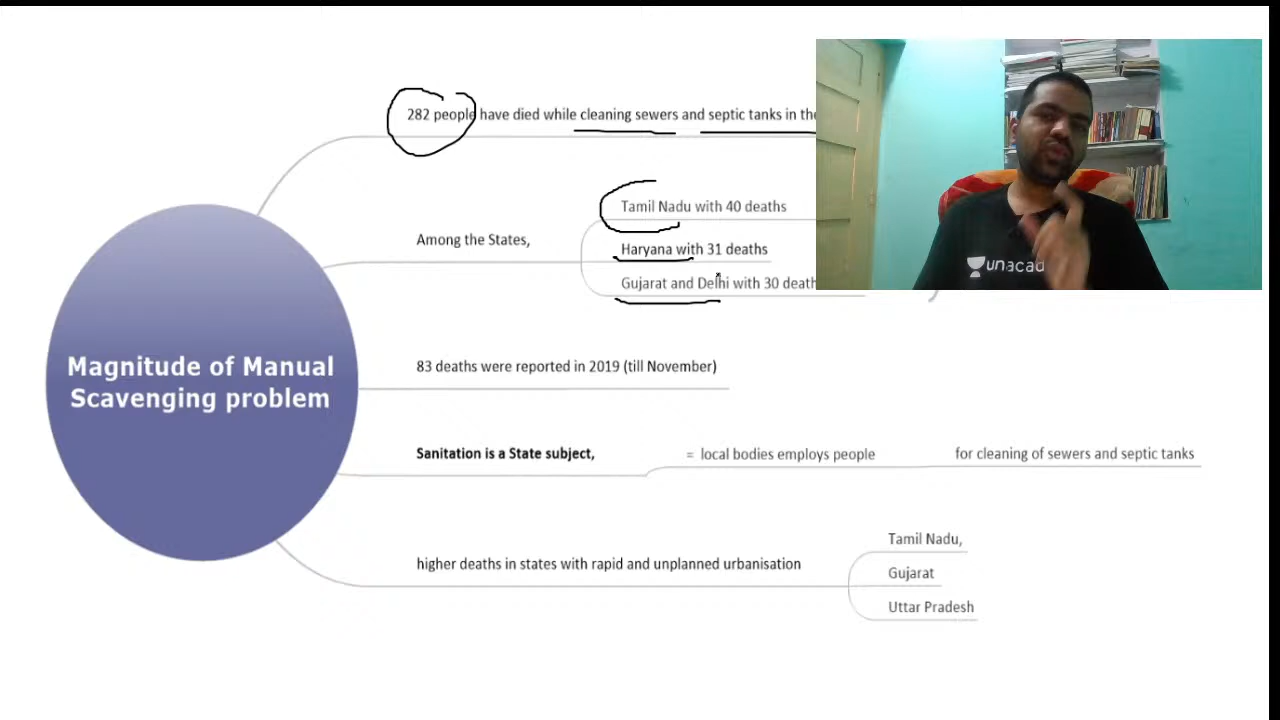 282 people have died while cleaning sewers and septic tanks in the
Tamil Nadu with 40 deaths
Among the States,
Haryana with 31 deaths
Gujarat and Delhi with 30
Magnitude of Manual
Scavenging problem
83 deaths were reported in 2019 (till November)
Sanitation is a State subject, = local bodies employs people for cleaning of sewers and septic tanks
higher deaths in states with rapid and unplanned urbanisation
Tamil Nadu,
Gujarat
Uttar Pradesh